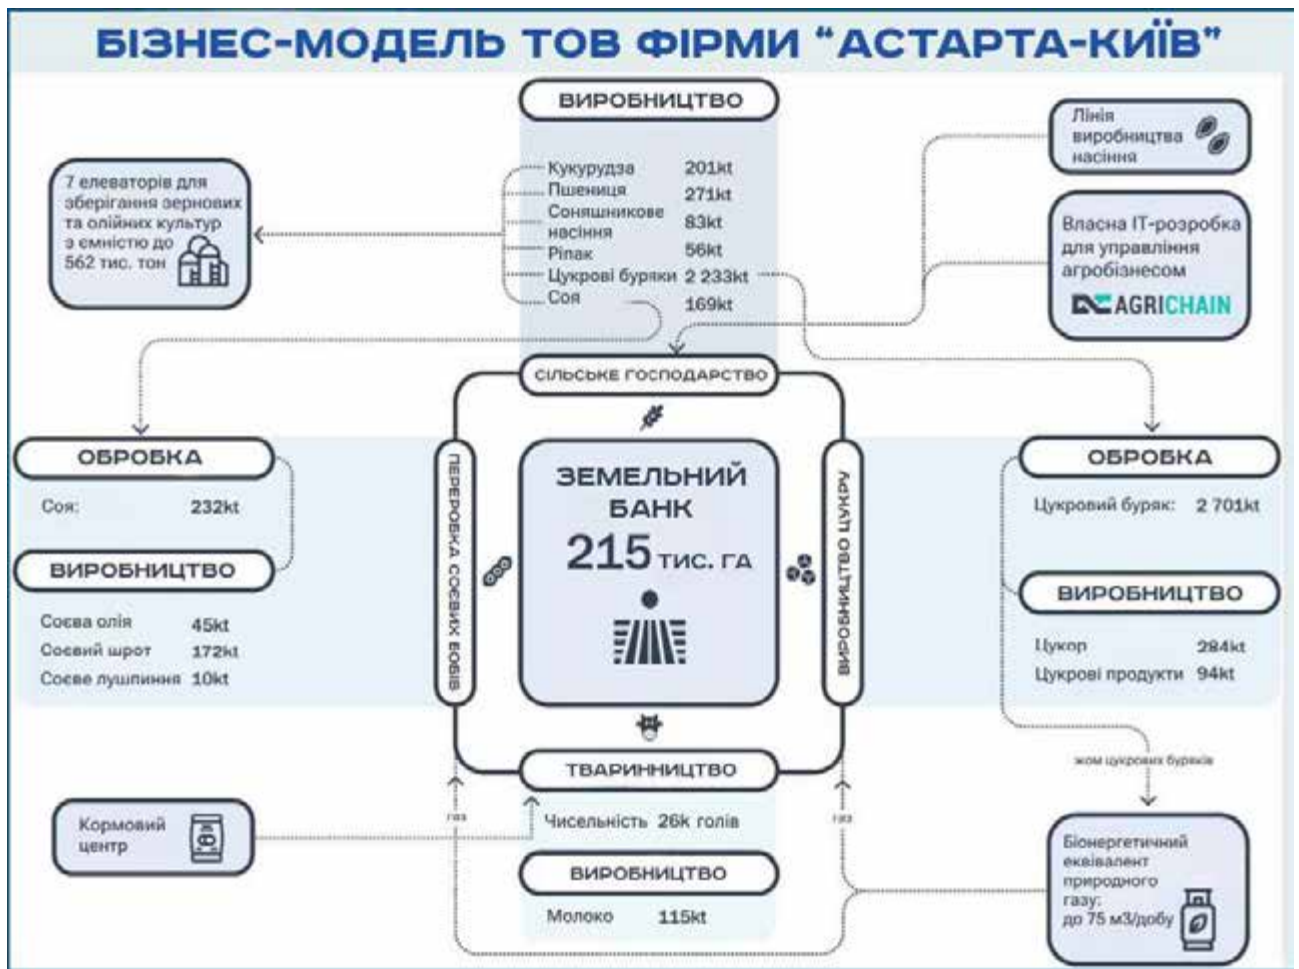 БІЗНЕС-МОДЕЛЬ ТОВ ФІРМИ “АСТАРТА-КИЇВ”
ВИРОБНИЦТВО
Кукурудза 201kt
Пшениця 271kt
Соняшникове
насіння 83kt
Ріпак 56kt
Цукрові буряки 2 233kt
Соя 169kt
7 елеваторів для
зберігання зернових
та олійних культур
з ємністю до
562 тис. тон
Лінія
виробництва
насіння
Власна ІТ-розробка
для управління
агробізнесом
AGRICHAIN
СІЛЬСЬКЕ ГОСПОДАРСТВО
ОБРОБКА
Соя: 232kt
ВИРОБНИЦТВО
Соєва олія 45kt
Соєвий шрот 172kt
Соєве лушпиння 10kt
ПЕРЕРОБКА СОЄВИХ БОБІВ
ЗЕМЕЛЬНИЙ
БАНК
215 ТИС. ГА
ВИРОБНИЦТВО ЦУКРУ
ОБРОБКА
Цукровий буряк: 2 701kt
ВИРОБНИЦТВО
Цукор 284kt
Цукрові продукти 94kt
жом цукрових буряків
ТВАРИННИЦТВО
Чисельність 26k голів
ВИРОБНИЦТВО
Молоко 115kt
Кормовий
центр
газ
газ
Біонергетичний
еквівалент
природного
газу:
до 75 м3/добу